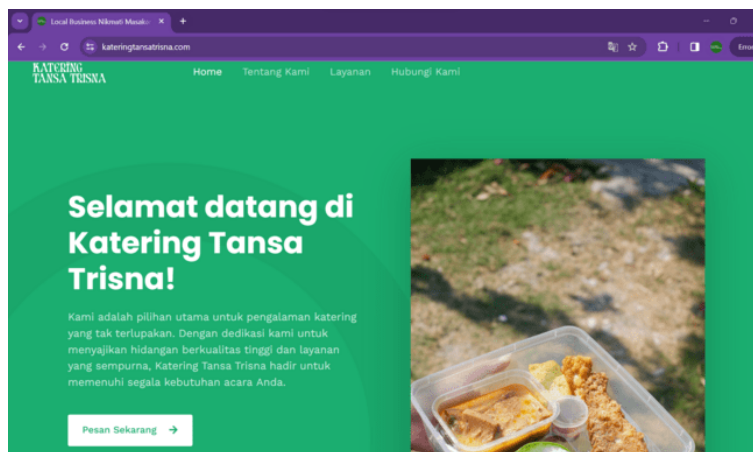 Local Business Nikmati Masaka
kateringtansatrisna.com
KATERING
TANSA TRISNA
Home Tentang Kami Layanan Hubungi Kami
Selamat datang di
Katering Tansa
Trisna!
Kami adalah pilihan utama untuk pengalaman katering
yang tak terlupakan. Dengan dedikasi kami untuk
menyajikan hidangan berkualitas tinggi dan layanan
yang sempurna, Katering Tansa Trisna hadir untuk
memenuhi segala kebutuhan acara Anda.
Pesan Sekarang